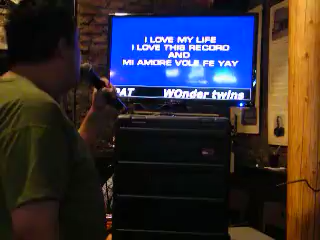 I LOVE MY LIFE
I LOVE THIS RECORD
AND
MI AMORE VOLE FE YAY
WOnder twins